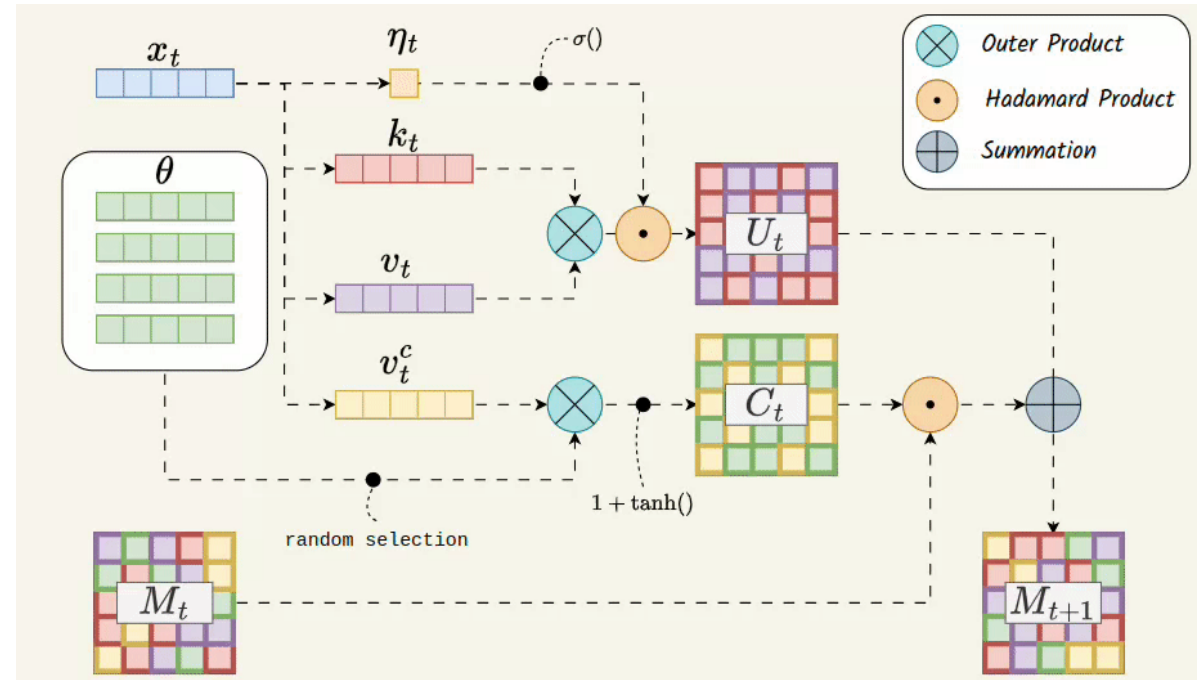 x_t
η_t
σ()
Outer Product
Hadamard Product
Summation
k_t
θ
U_t
v_t
v_t^c
C_t
1 + tanh()
random selection
M_t
M_{t+1}